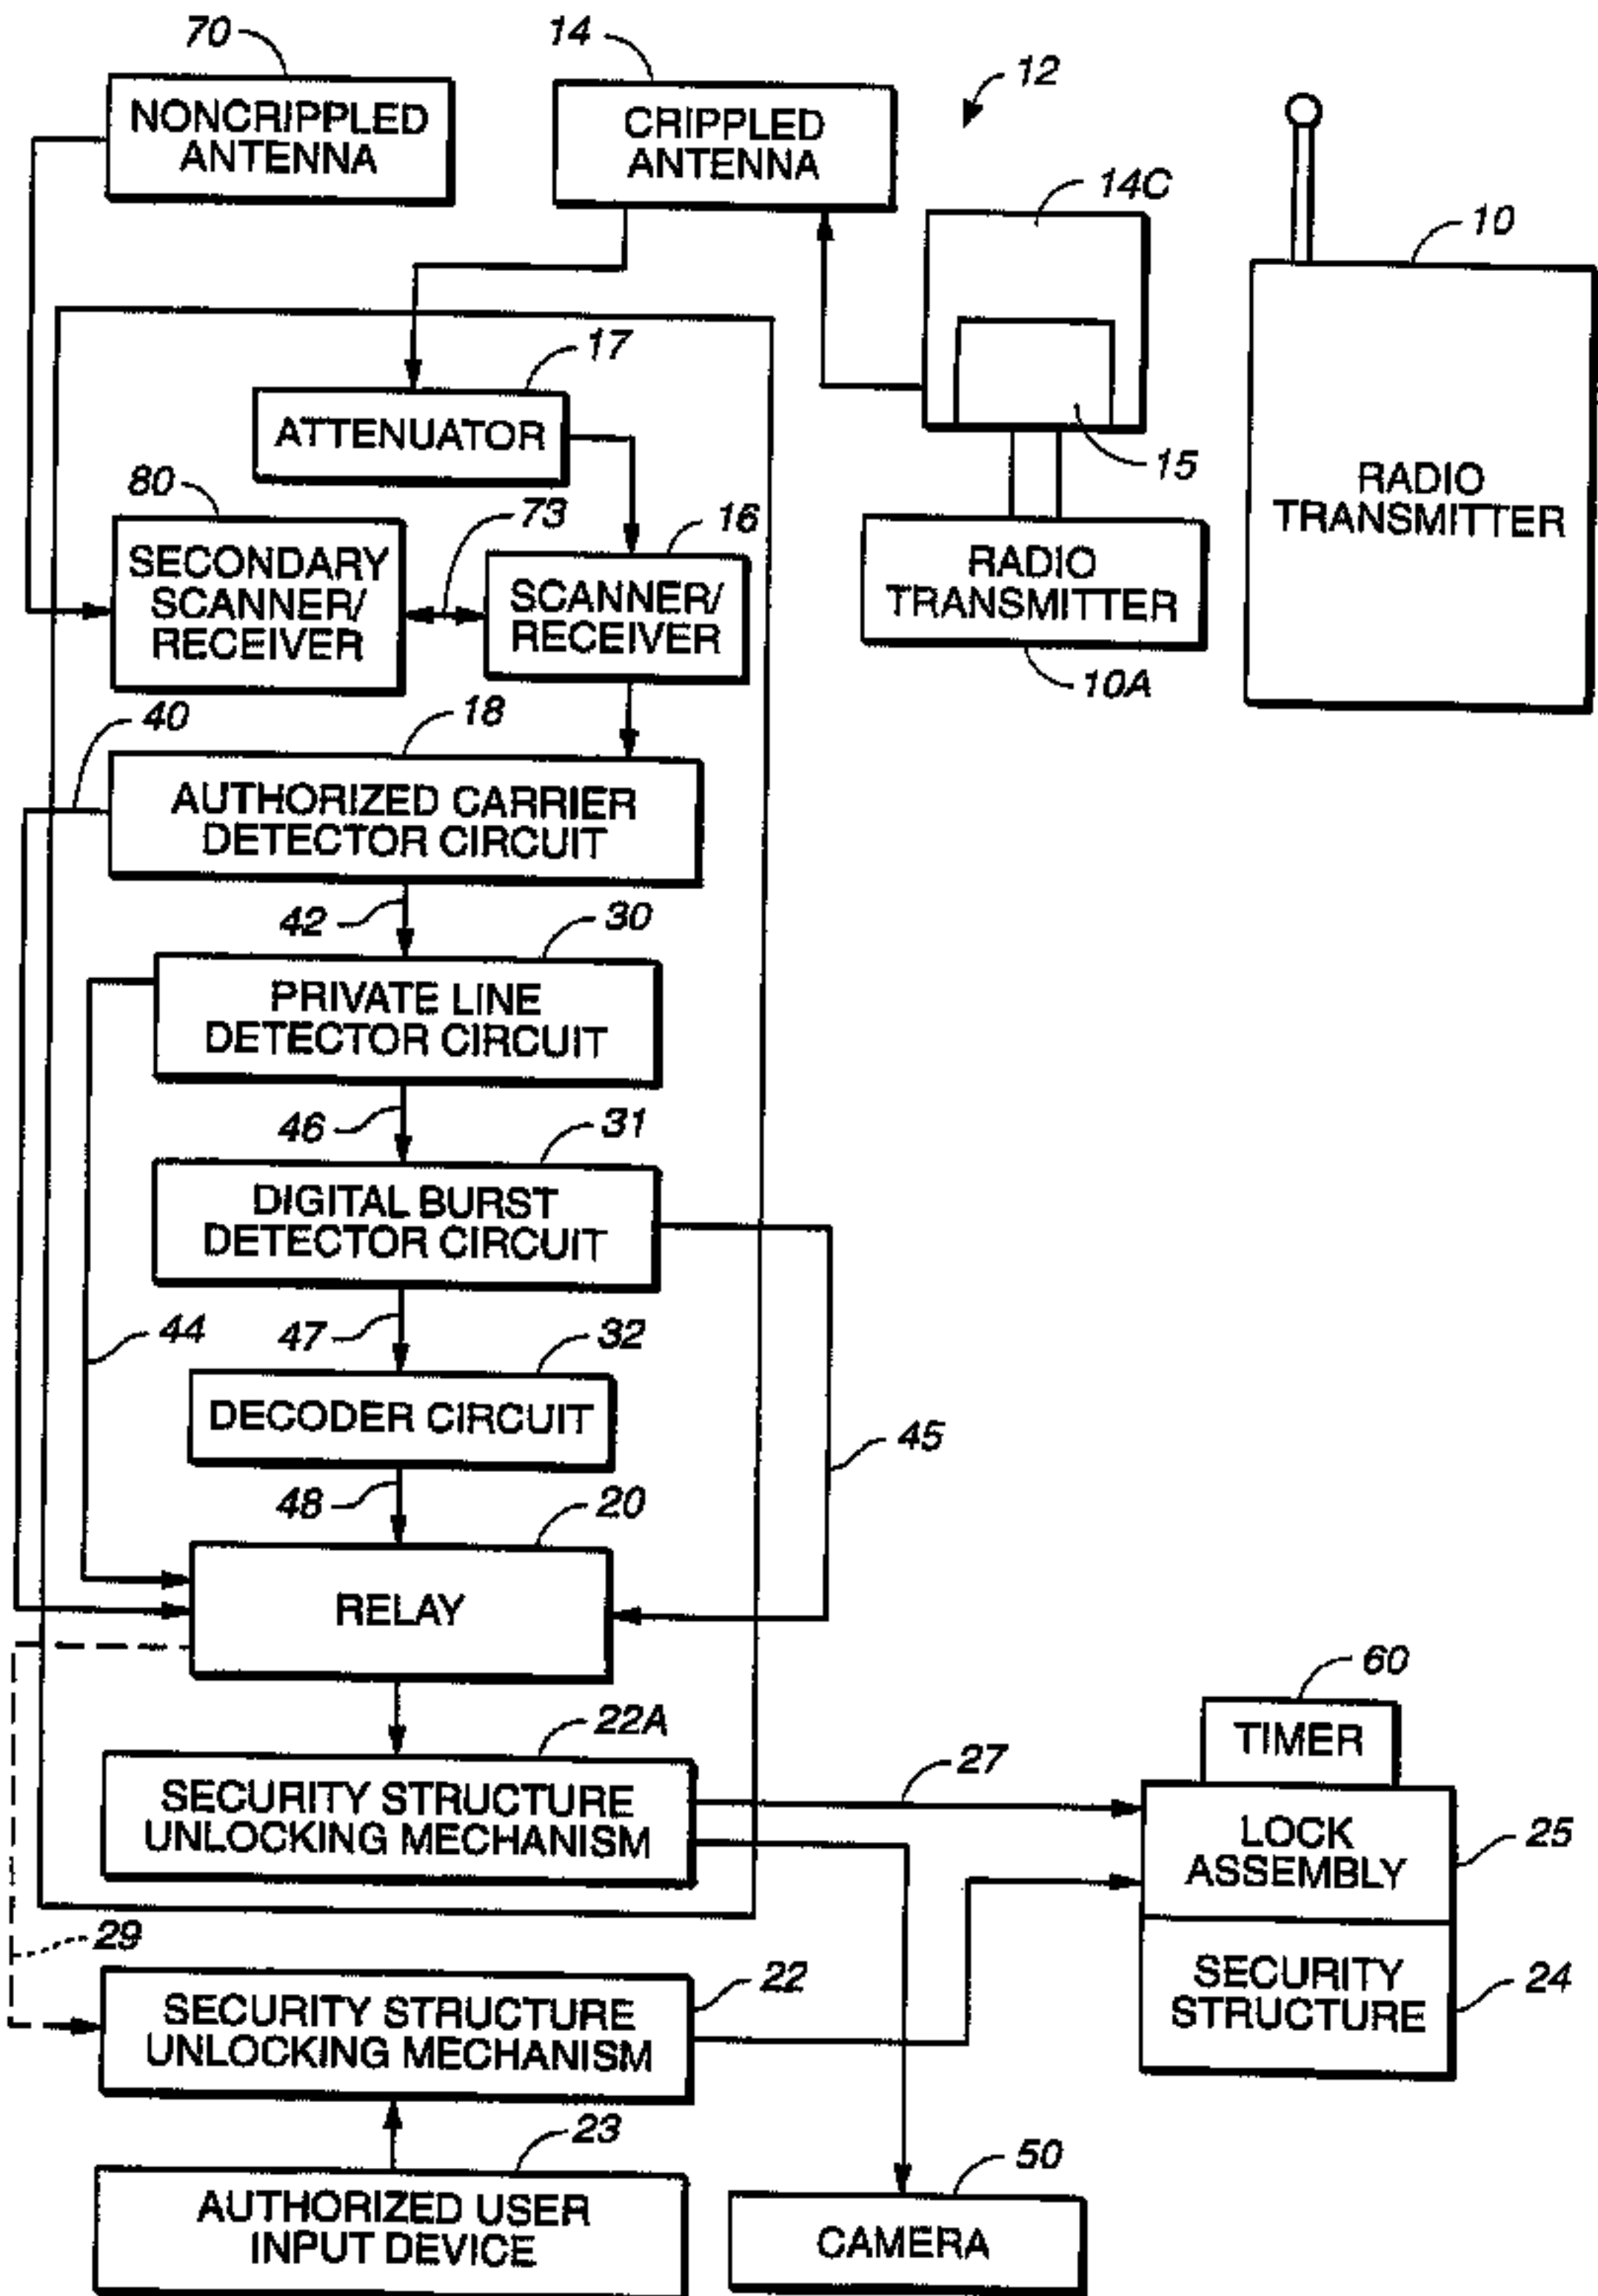 70
14
12
NONCRIPPLED
ANTENNA
CRIPPLED
ANTENNA
14C
10
17
ATTENUATOR
15
RADIO
TRANSMITTER
80
73
16
SECONDARY
SCANNER/
RECEIVER
SCANNER/
RECEIVER
RADIO
TRANSMITTER
10A
40
18
AUTHORIZED CARRIER
DETECTOR CIRCUIT
42
30
PRIVATE LINE
DETECTOR CIRCUIT
46
31
DIGITAL BURST
DETECTOR CIRCUIT
44
47
32
DECODER CIRCUIT
45
48
20
RELAY
60
TIMER
22A
27
SECURITY STRUCTURE
UNLOCKING MECHANISM
LOCK
ASSEMBLY
25
29
22
SECURITY STRUCTURE
UNLOCKING MECHANISM
SECURITY
STRUCTURE
24
23
50
AUTHORIZED USER
INPUT DEVICE
CAMERA